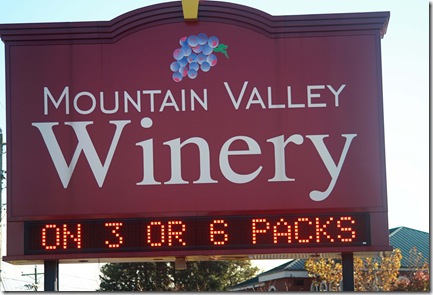 MOUNTAIN VALLEY
Winery
ON 3 OR 6 PACKS